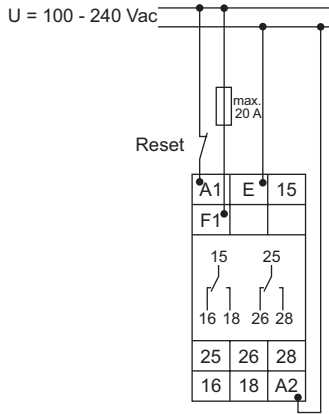 U = 100 - 240 Vac
max.
20 A
Reset
A1 E 15
F1
15 25
16 18 26 28
25 26 28
16 18 A2